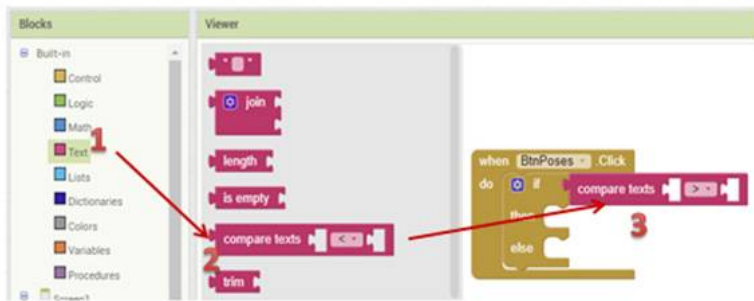 Blocks
Viewer
Built-in
Control
Logic
Math
Text
Lists
Dictionaries
Colors
Variables
Procedures
Screen1
1
" "
join
length
is empty
compare texts <
trim
2
when BtnPoses .Click
do if compare texts >
then
else
3